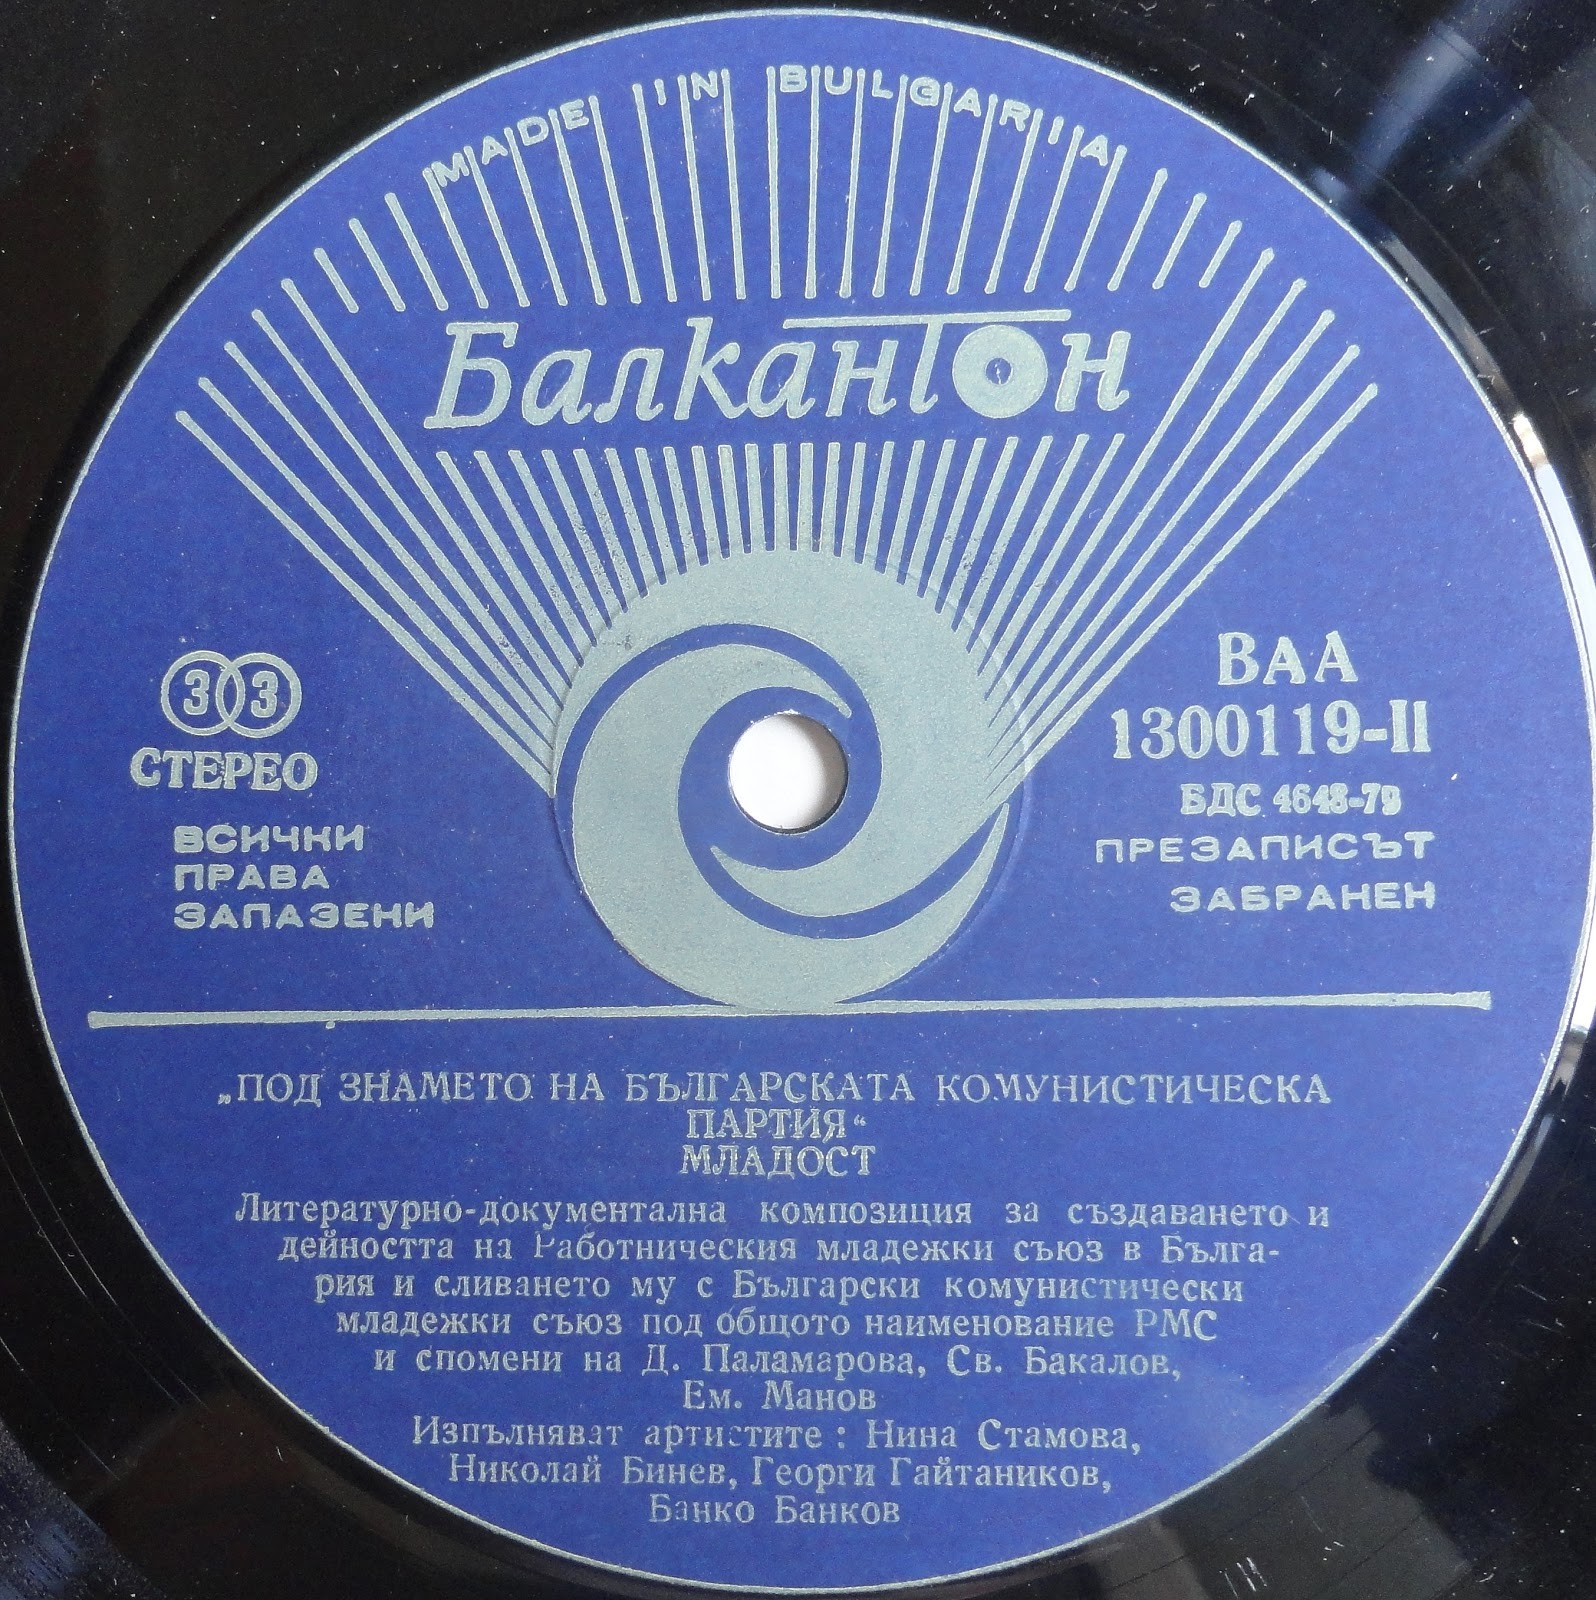 MADE IN BULGARIA
Балкантон
33
СТЕРЕО
ВСИЧКИ
ПРАВА
ЗАПАЗЕНИ
ВАА
1300119-II
БДС 4648-79
ПРЕЗАПИСЪТ
ЗАБРАНЕН
„ПОД ЗНАМЕТО НА БЪЛГАРСКАТА КОМУНИСТИЧЕСКА
ПАРТИЯ“
МЛАДОСТ
Литературно-документална композиция за създаването и
дейността на Работническия младежки съюз в Бълга-
рия и сливането му с Български комунистически
младежки съюз под общото наименование РМС
и спомени на Д. Паламарова, Св. Бакалов,
Ем. Манов
Изпълняват артистите : Нина Стамова,
Николай Бинев, Георги Гайтаников,
Банко Банков